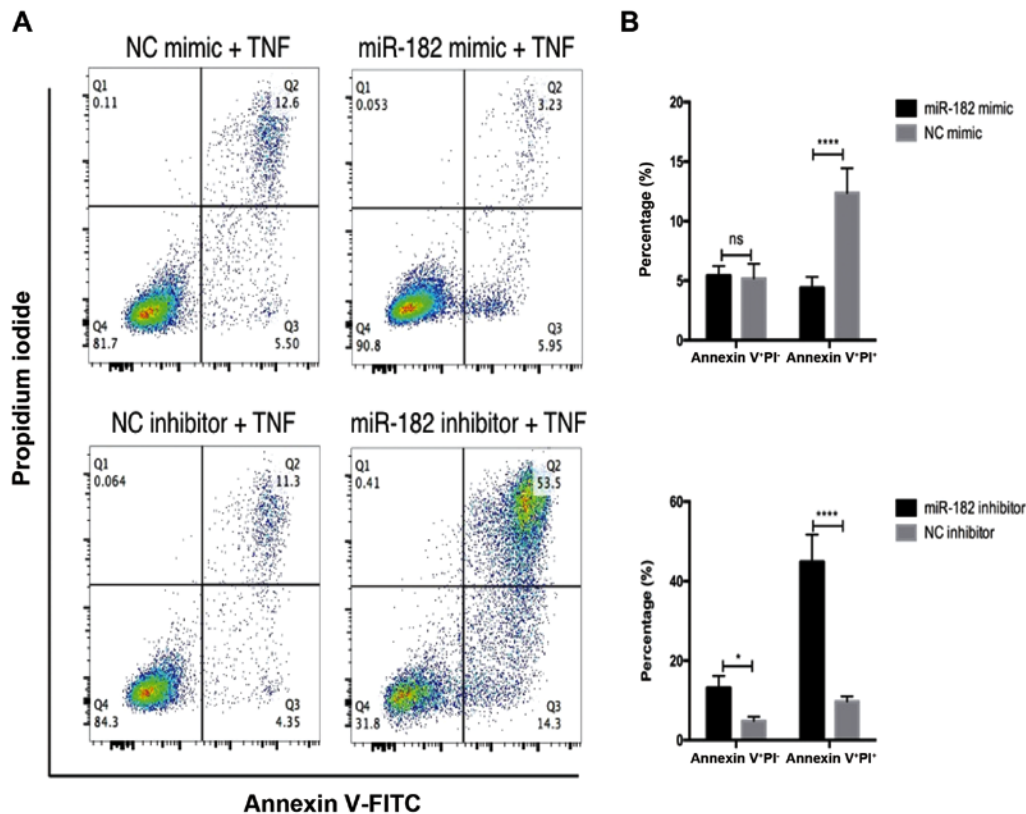 A
B
NC mimic + TNF
miR-182 mimic + TNF
Q1
0.11
Q2
12.6
Q4
81.7
Q3
5.50
Q1
0.053
Q2
3.23
Q4
90.8
Q3
5.95
NC inhibitor + TNF
miR-182 inhibitor + TNF
Q1
0.064
Q2
11.3
Q4
84.3
Q3
4.35
Q1
0.41
Q2
53.5
Q4
31.8
Q3
14.3
Propidium iodide
Annexin V-FITC
20
15
10
5
0
Percentage (%)
miR-182 mimic
NC mimic
ns
****
Annexin V⁺PI⁻
Annexin V⁺PI⁺
60
40
20
0
Percentage (%)
miR-182 inhibitor
NC inhibitor
*
****
Annexin V⁺PI⁻
Annexin V⁺PI⁺